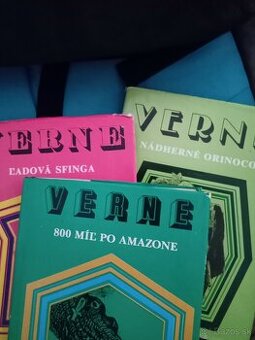 VERNE
ĽADOVÁ SFINGA
VERNE
NÁDHERNÉ ORINOCO
VERNE
800 MÍĽ PO AMAZONE